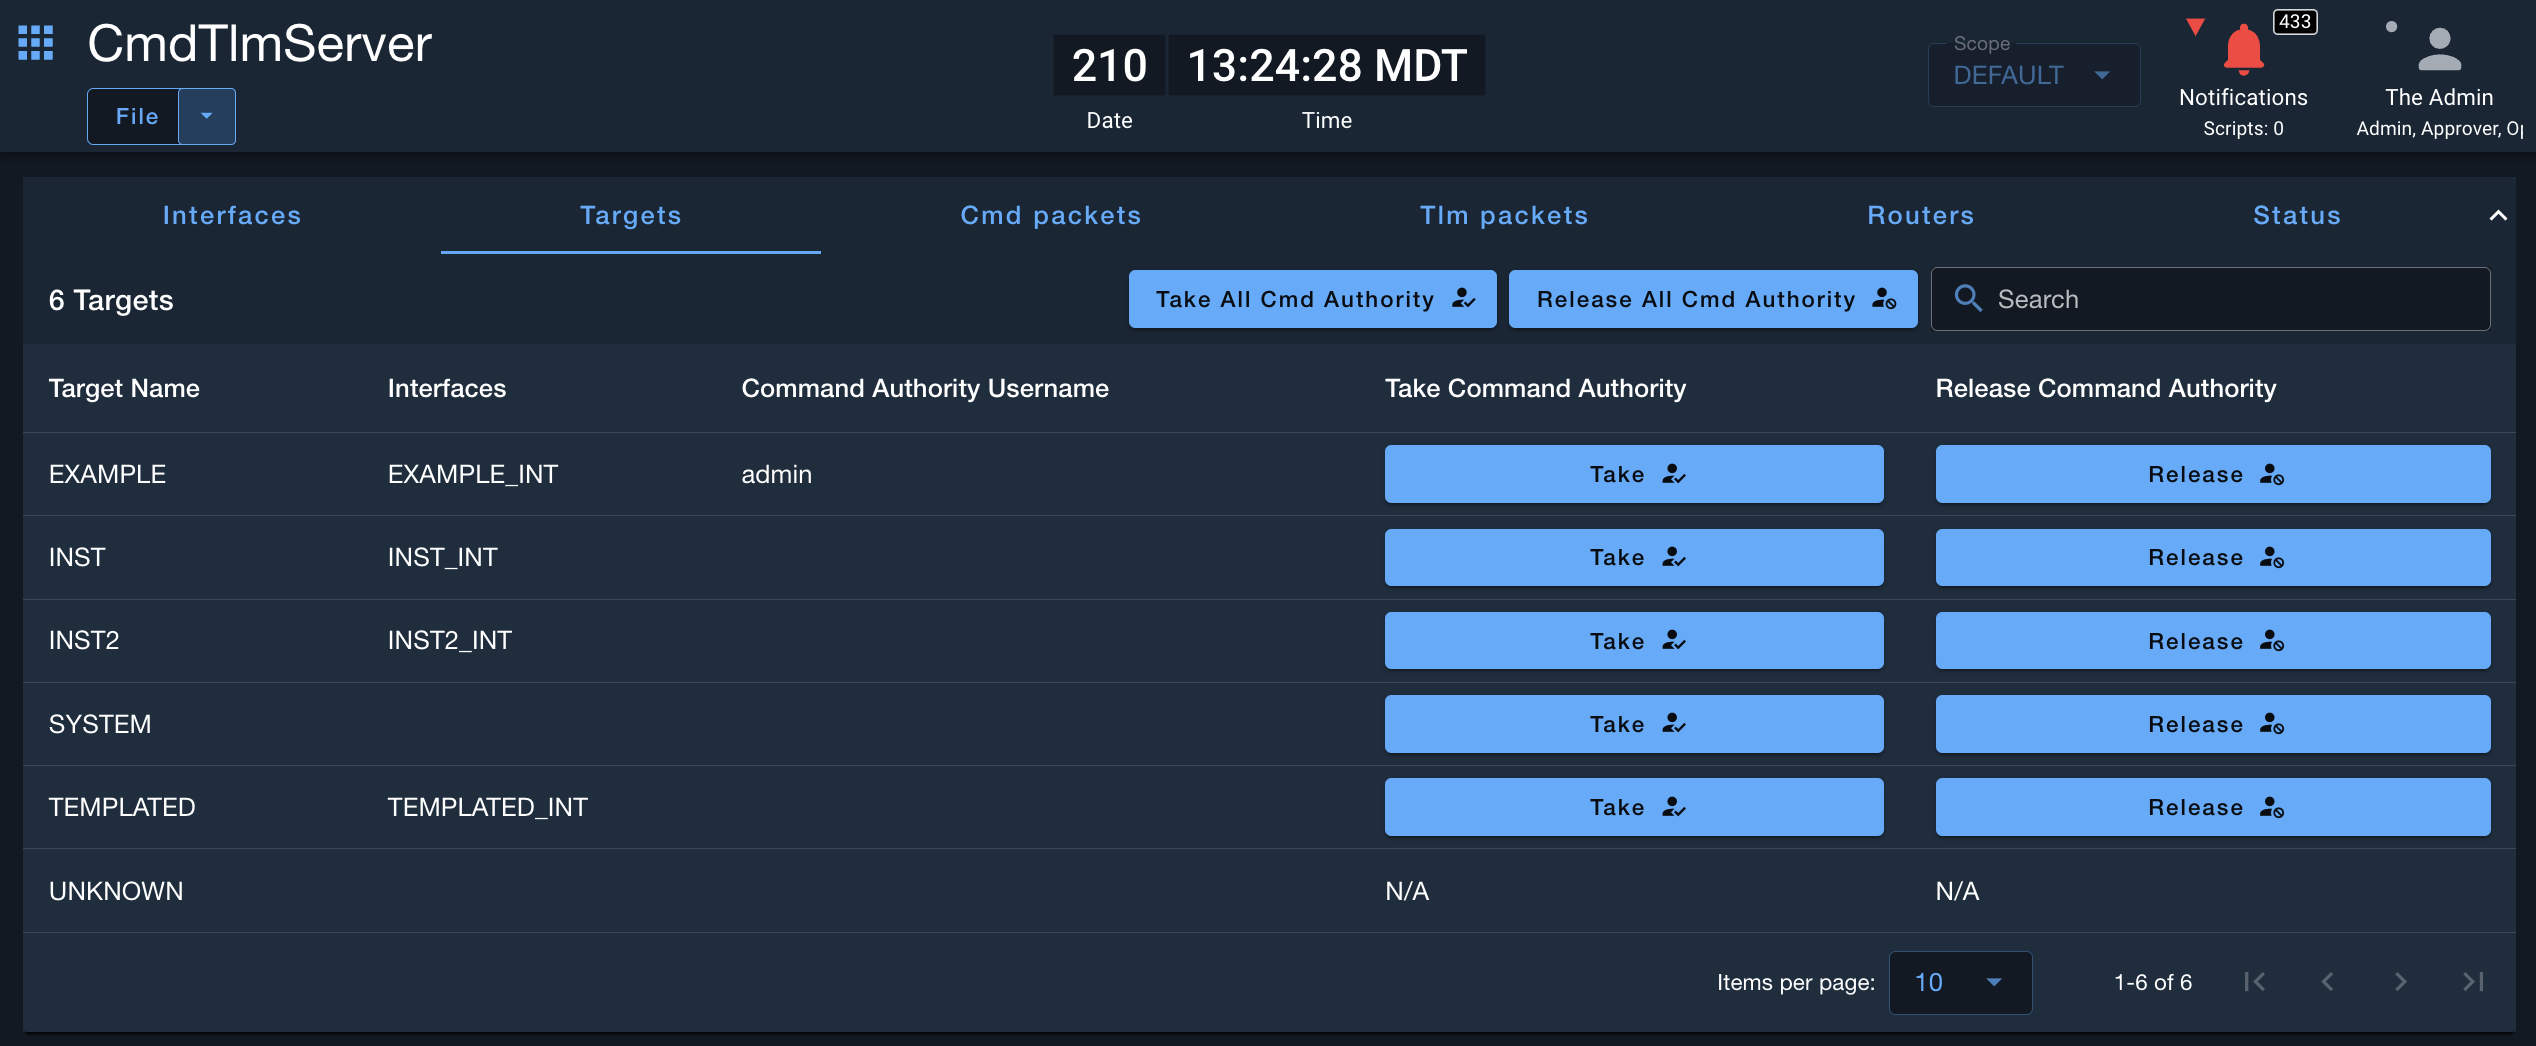 CmdTlmServer
File
210 13:24:28 MDT
Date Time
Scope
DEFAULT
433
Notifications
Scripts: 0
The Admin
Admin, Approver, Op
Interfaces Targets Cmd packets Tlm packets Routers Status
6 Targets Take All Cmd Authority Release All Cmd Authority Search
Target Name Interfaces Command Authority Username Take Command Authority Release Command Authority
EXAMPLE EXAMPLE_INT admin Take Release
INST INST_INT Take Release
INST2 INST2_INT Take Release
SYSTEM Take Release
TEMPLATED TEMPLATED_INT Take Release
UNKNOWN N/A N/A
Items per page: 10 1-6 of 6